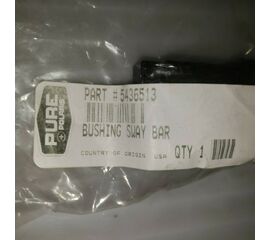 PURE
POLARIS
PART #5436513
BUSHING SWAY BAR
COUNTRY OF ORIGIN USA QTY 1